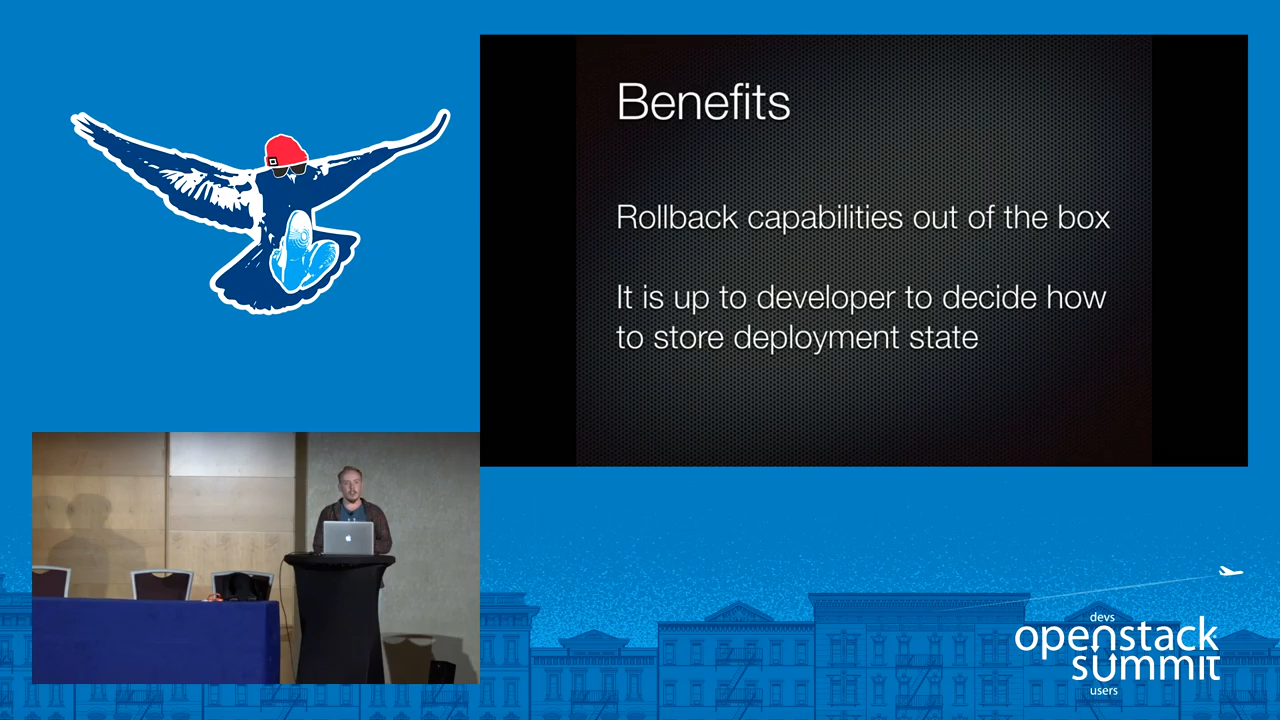 Benefits
Rollback capabilities out of the box
It is up to developer to decide how
to store deployment state
devs
openstack
summit
users